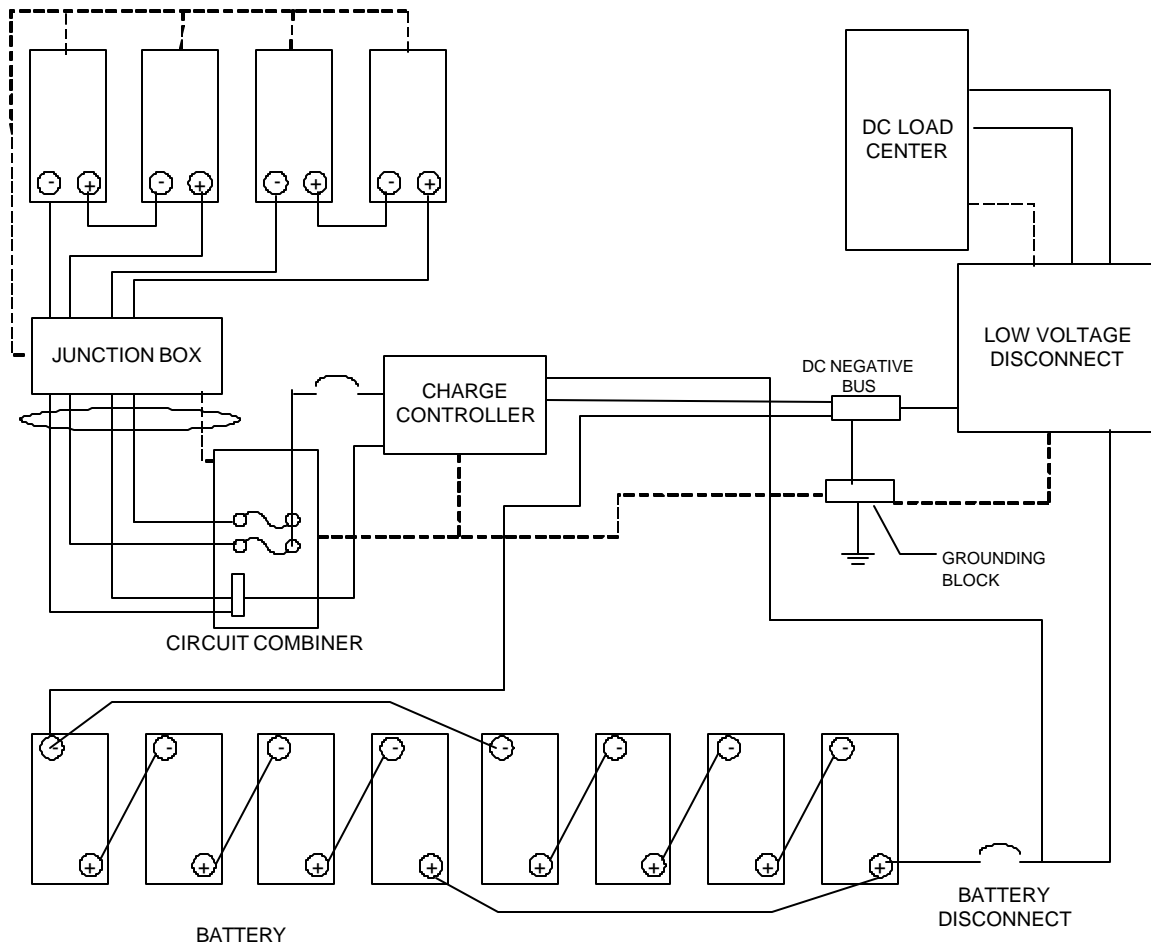 - + - + - + - +
DC LOAD
CENTER
JUNCTION BOX
CHARGE
CONTROLLER
DC NEGATIVE
BUS
LOW VOLTAGE
DISCONNECT
GROUNDING
BLOCK
CIRCUIT COMBINER
- - - - - - - -
+ + + + + + + +
BATTERY
DISCONNECT
BATTERY